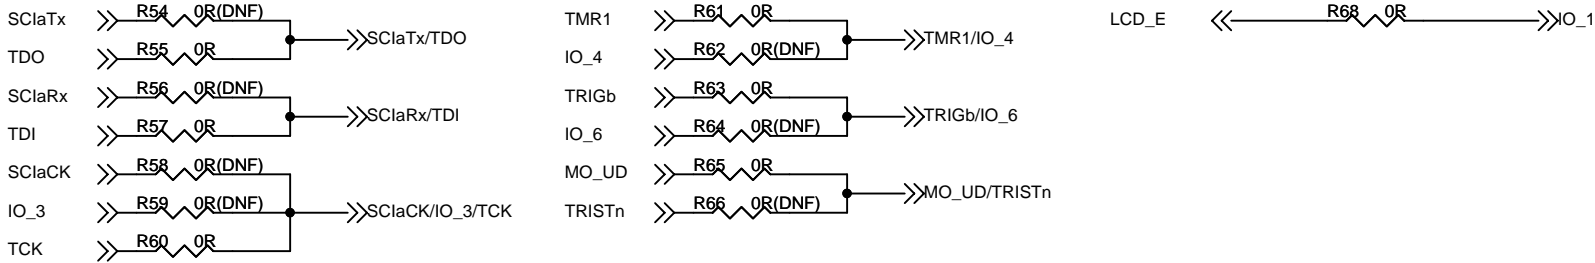 SCIaTx R54 0R(DNF) SCIaTx/TDO
TDO R55 0R
SCIaRx R56 0R(DNF) SCIaRx/TDI
TDI R57 0R
SCIaCK R58 0R(DNF)
IO_3 R59 0R(DNF) SCIaCK/IO_3/TCK
TCK R60 0R
TMR1 R61 0R TMR1/IO_4
IO_4 R62 0R(DNF)
TRIGb R63 0R TRIGb/IO_6
IO_6 R64 0R(DNF)
MO_UD R65 0R MO_UD/TRISTn
TRISTn R66 0R(DNF)
LCD_E R68 0R IO_1